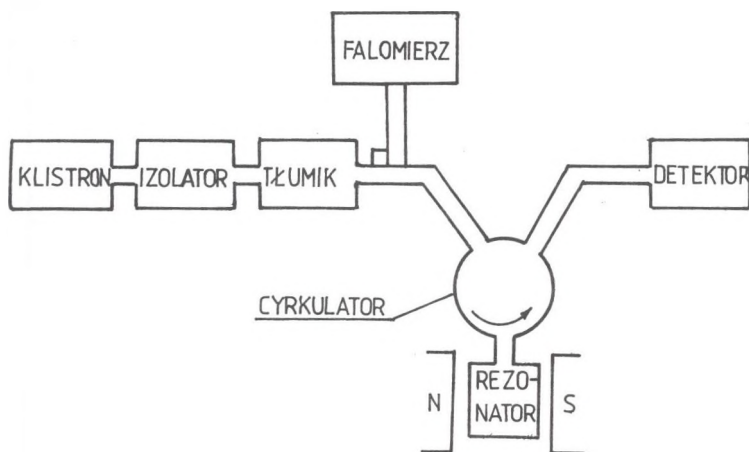 FALOMIERZ
KLISTRON
IZOLATOR
TŁUMIK
DETEKTOR
CYRKULATOR
N
REZO-
NATOR
S